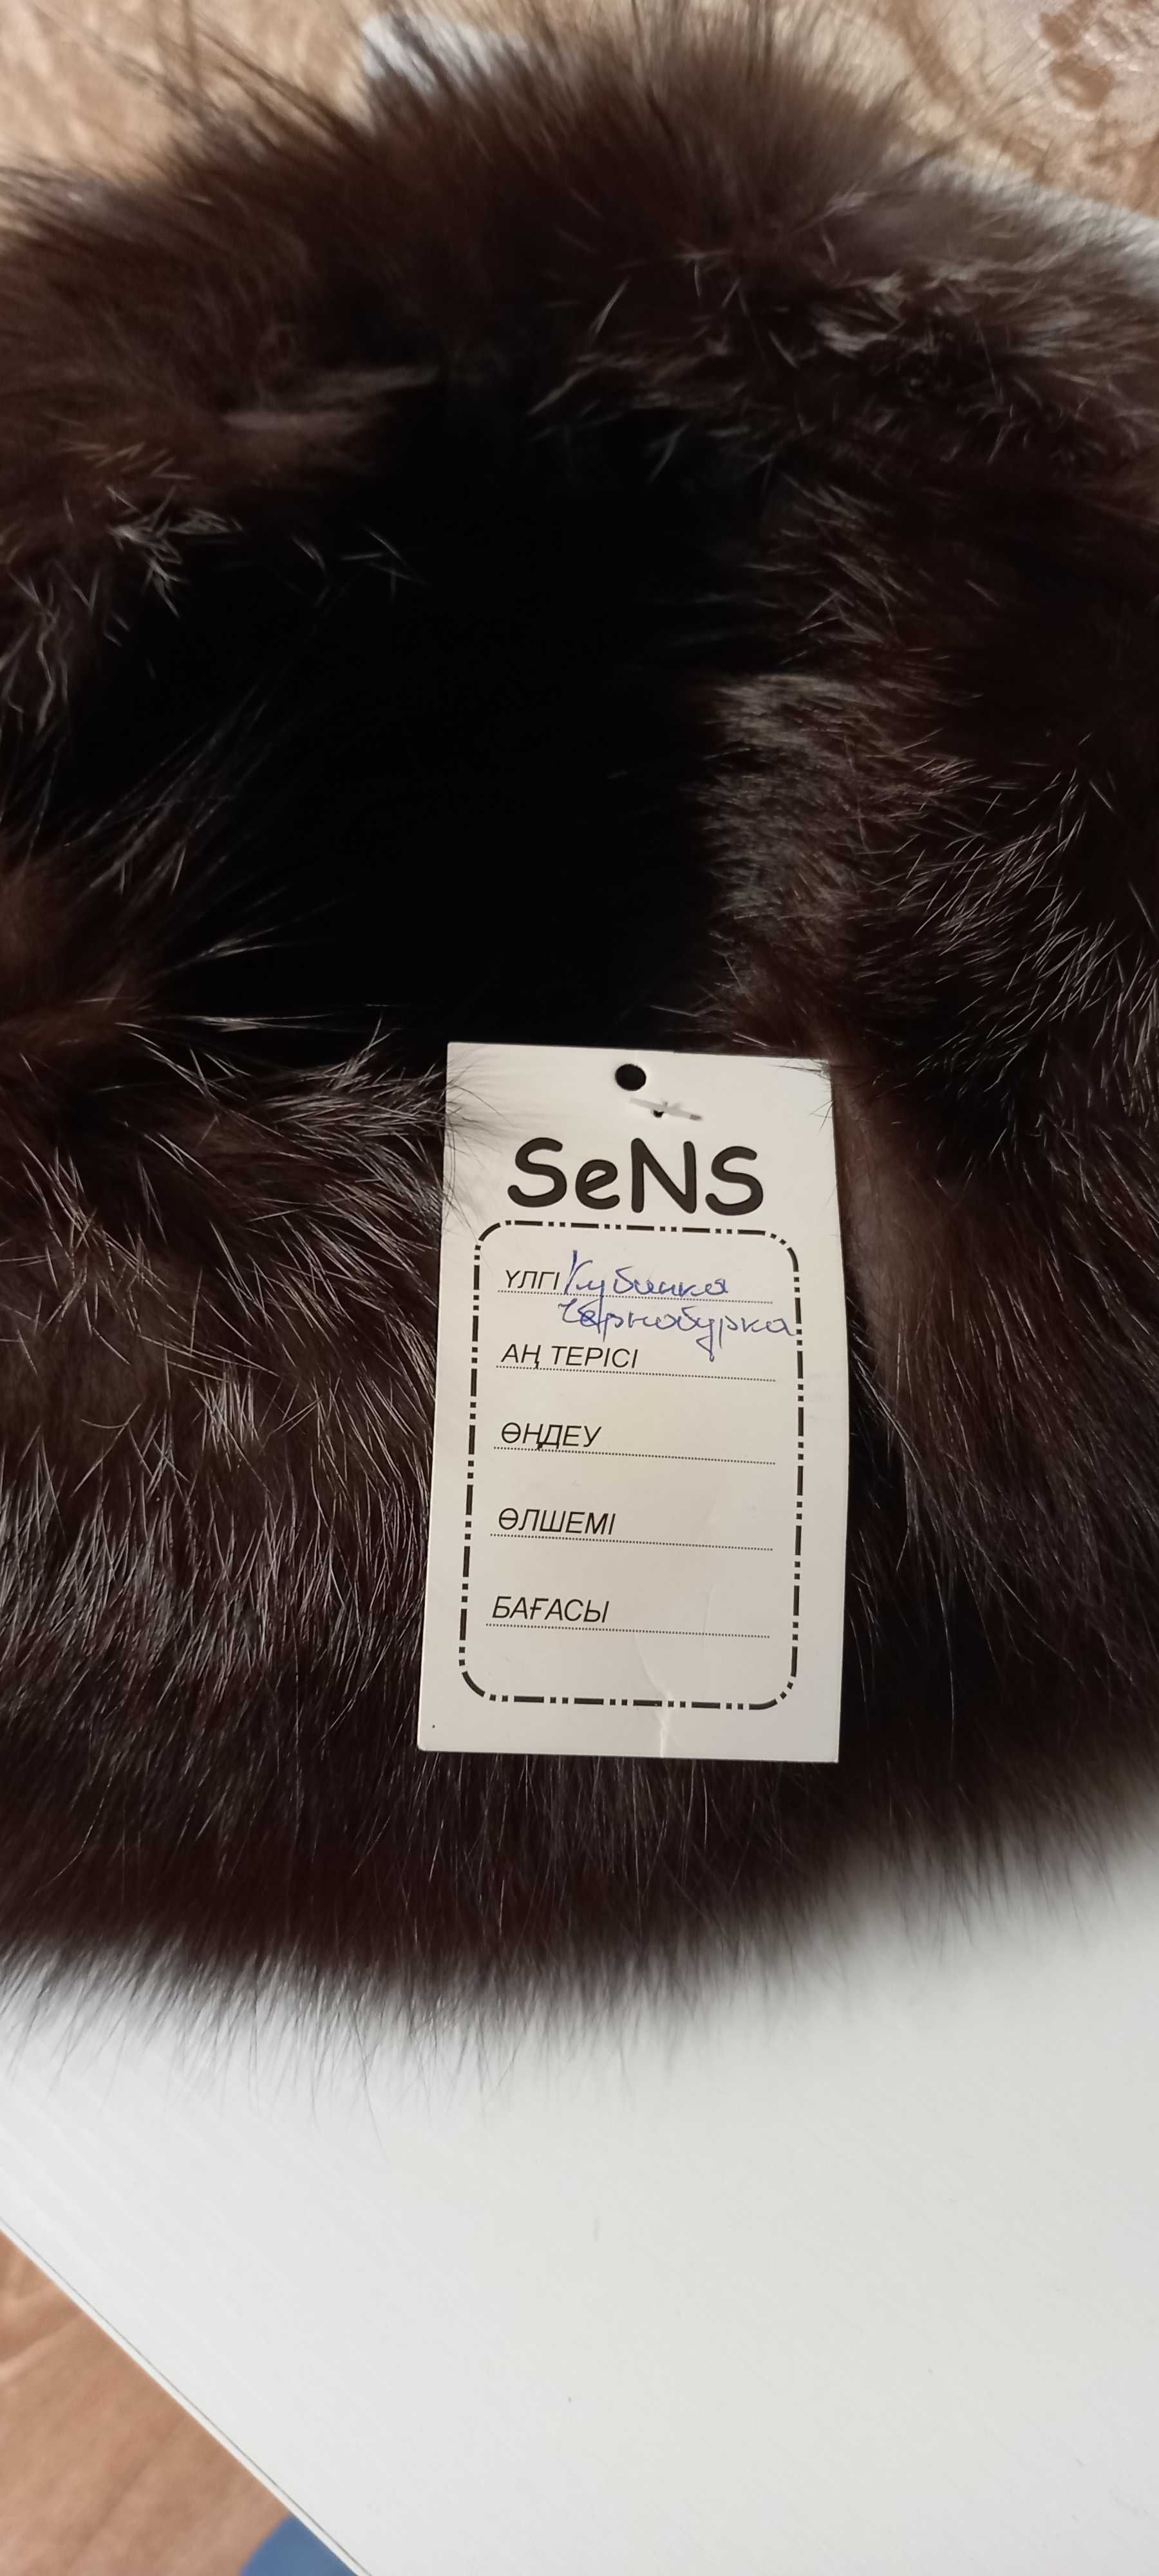 SeNS
ҮЛГІ Кубанка
Чернобурка
АҢ ТЕРІСІ
ӨҢДЕУ
ӨЛШЕМІ
БАҒАСЫ